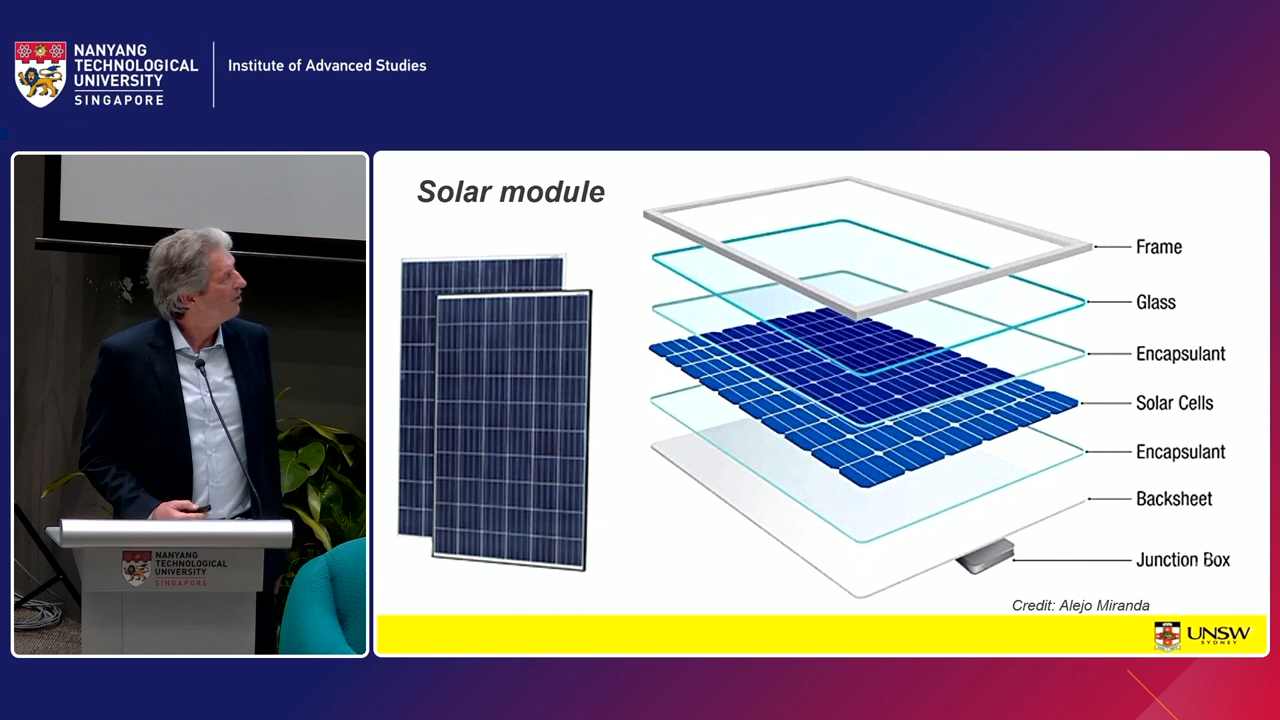 NANYANG
TECHNOLOGICAL
UNIVERSITY
SINGAPORE
Institute of Advanced Studies
NANYANG
TECHNOLOGICAL
UNIVERSITY
SINGAPORE
Solar module
Frame
Glass
Encapsulant
Solar Cells
Encapsulant
Backsheet
Junction Box
Credit: Alejo Miranda
UNSW
SYDNEY